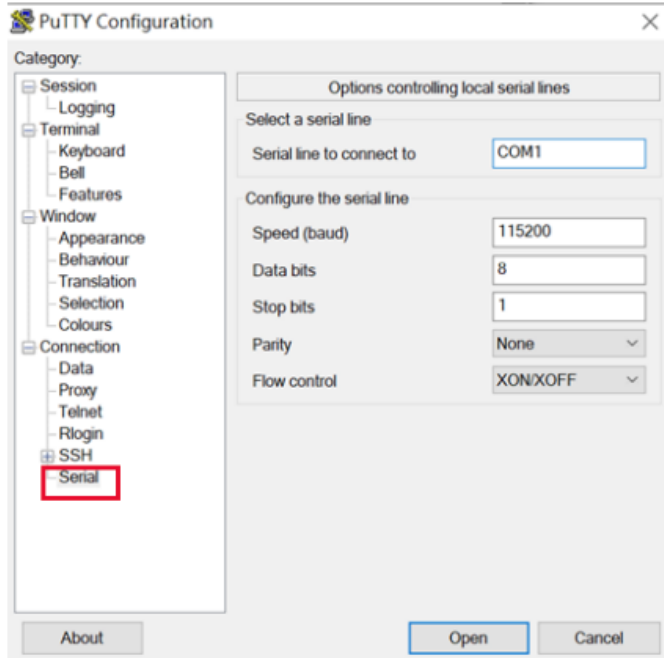 PuTTY Configuration
Category:
Session
Logging
Terminal
Keyboard
Bell
Features
Window
Appearance
Behaviour
Translation
Selection
Colours
Connection
Data
Proxy
Telnet
Rlogin
SSH
Serial
Options controlling local serial lines
Select a serial line
Serial line to connect to COM1
Configure the serial line
Speed (baud) 115200
Data bits 8
Stop bits 1
Parity None
Flow control XON/XOFF
About Open Cancel